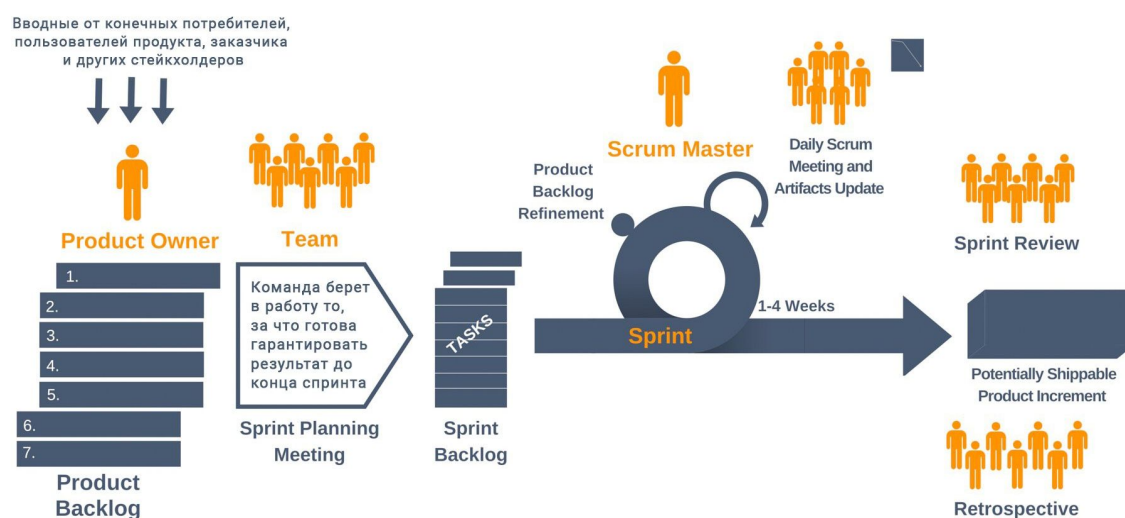 Вводные от конечных потребителей,
пользователей продукта, заказчика
и других стейкхолдеров
Product Owner
1.
2.
3.
4.
5.
6.
7.
Product
Backlog
Team
Команда берет
в работу то,
за что готова
гарантировать
результат до
конца спринта
Sprint Planning
Meeting
TASKS
Sprint
Backlog
Product
Backlog
Refinement
Scrum Master
Daily Scrum
Meeting and
Artifacts Update
Sprint
1-4 Weeks
Sprint Review
Potentially Shippable
Product Increment
Retrospective